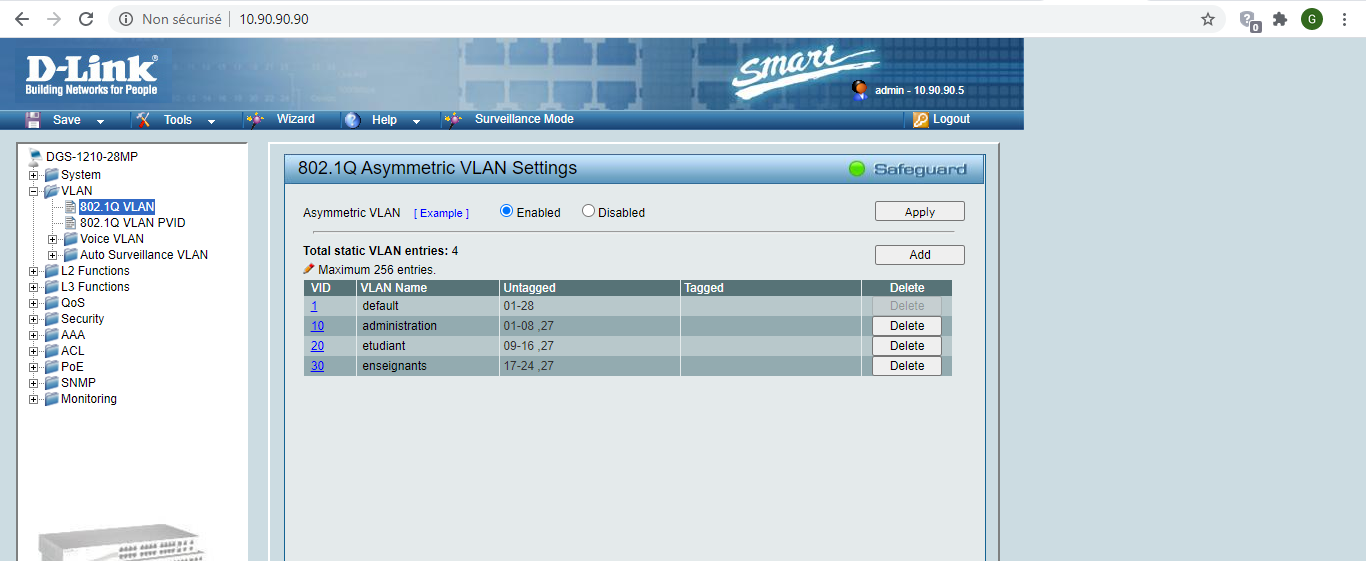 Non sécurisé | 10.90.90.90
G
0
D-Link®
Building Networks for People
smart
admin - 10.90.90.5
Save Tools Wizard Help Surveillance Mode Logout
DGS-1210-28MP
System
VLAN
802.1Q VLAN
802.1Q VLAN PVID
Voice VLAN
Auto Surveillance VLAN
L2 Functions
L3 Functions
QoS
Security
AAA
ACL
PoE
SNMP
Monitoring
802.1Q Asymmetric VLAN Settings
Safeguard
Asymmetric VLAN [ Example ] Enabled Disabled Apply
Total static VLAN entries: 4 Add
Maximum 256 entries.
VID VLAN Name Untagged Tagged Delete
1 default 01-28 Delete
10 administration 01-08 ,27 Delete
20 etudiant 09-16 ,27 Delete
30 enseignants 17-24 ,27 Delete